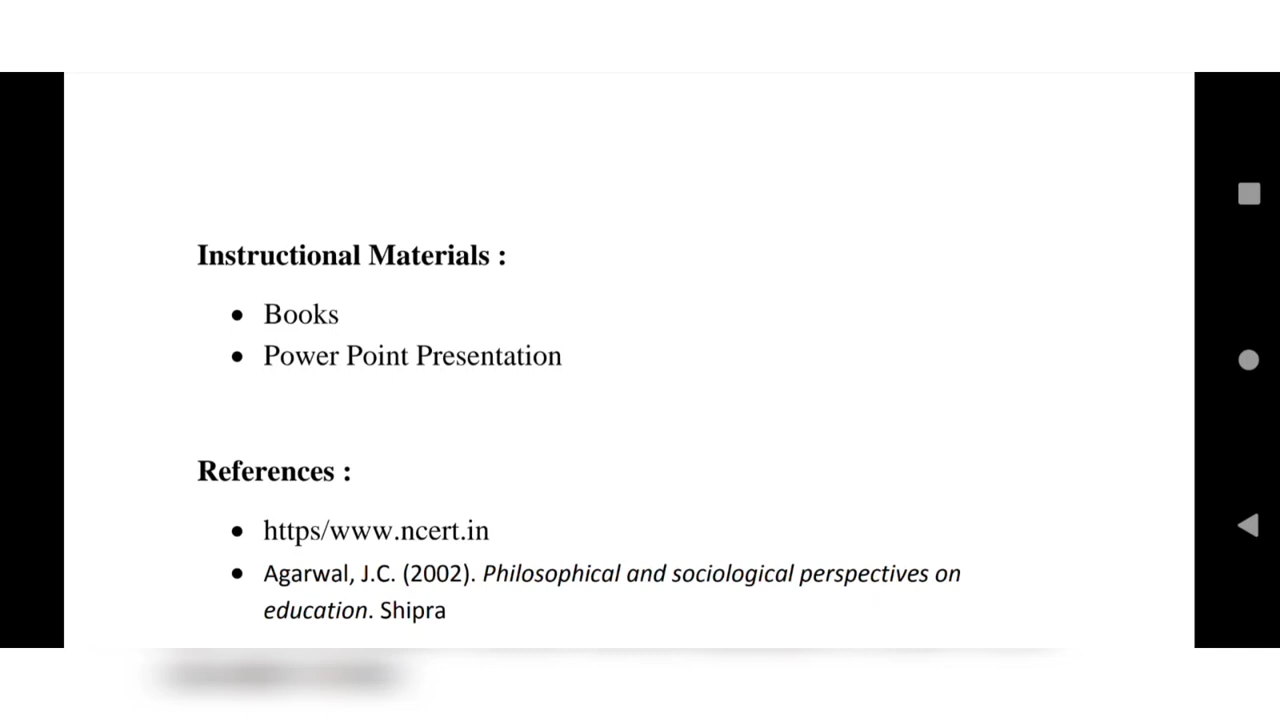 Instructional Materials :
• Books
• Power Point Presentation
References :
• https/www.ncert.in
• Agarwal, J.C. (2002). Philosophical and sociological perspectives on
education. Shipra